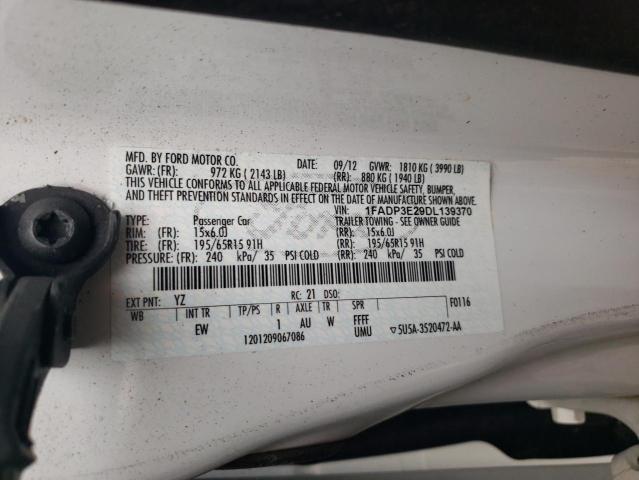 MFD. BY FORD MOTOR CO. 09/12 GVWR: 1810 KG ( 3990 LB)
GAWR: (FR): 972 KG ( 2143 LB) (RR): 880 KG ( 1940 LB)
THIS VEHICLE CONFORMS TO ALL APPLICABLE FEDERAL MOTOR VEHICLE SAFETY, BUMPER,
AND THEFT PREVENTION STANDARDS IN EFFECT ON THE DATE OF MANUFACTURE SHOWN ABOVE.
VIN: 1FADP3E29DL139370
TYPE: Passenger Car TRAILER TOWING - SEE OWNER GUIDE
RIM: (FR): 15x6.0J (RR): 15x6.0J
TIRE: (FR): 195/65R15 91H (RR): 195/65R15 91H
PRESSURE: (FR): 240 kPa/ 35 PSI COLD (RR): 240 kPa/ 35 PSI COLD
EXT PNT: YZ RC: 21 DSO: F0116
WB INT TR TP/PS R AXLE TR
EW 1 AU W FFFF
1201209067086 UMU ▽ 5U5A-3520472-AA